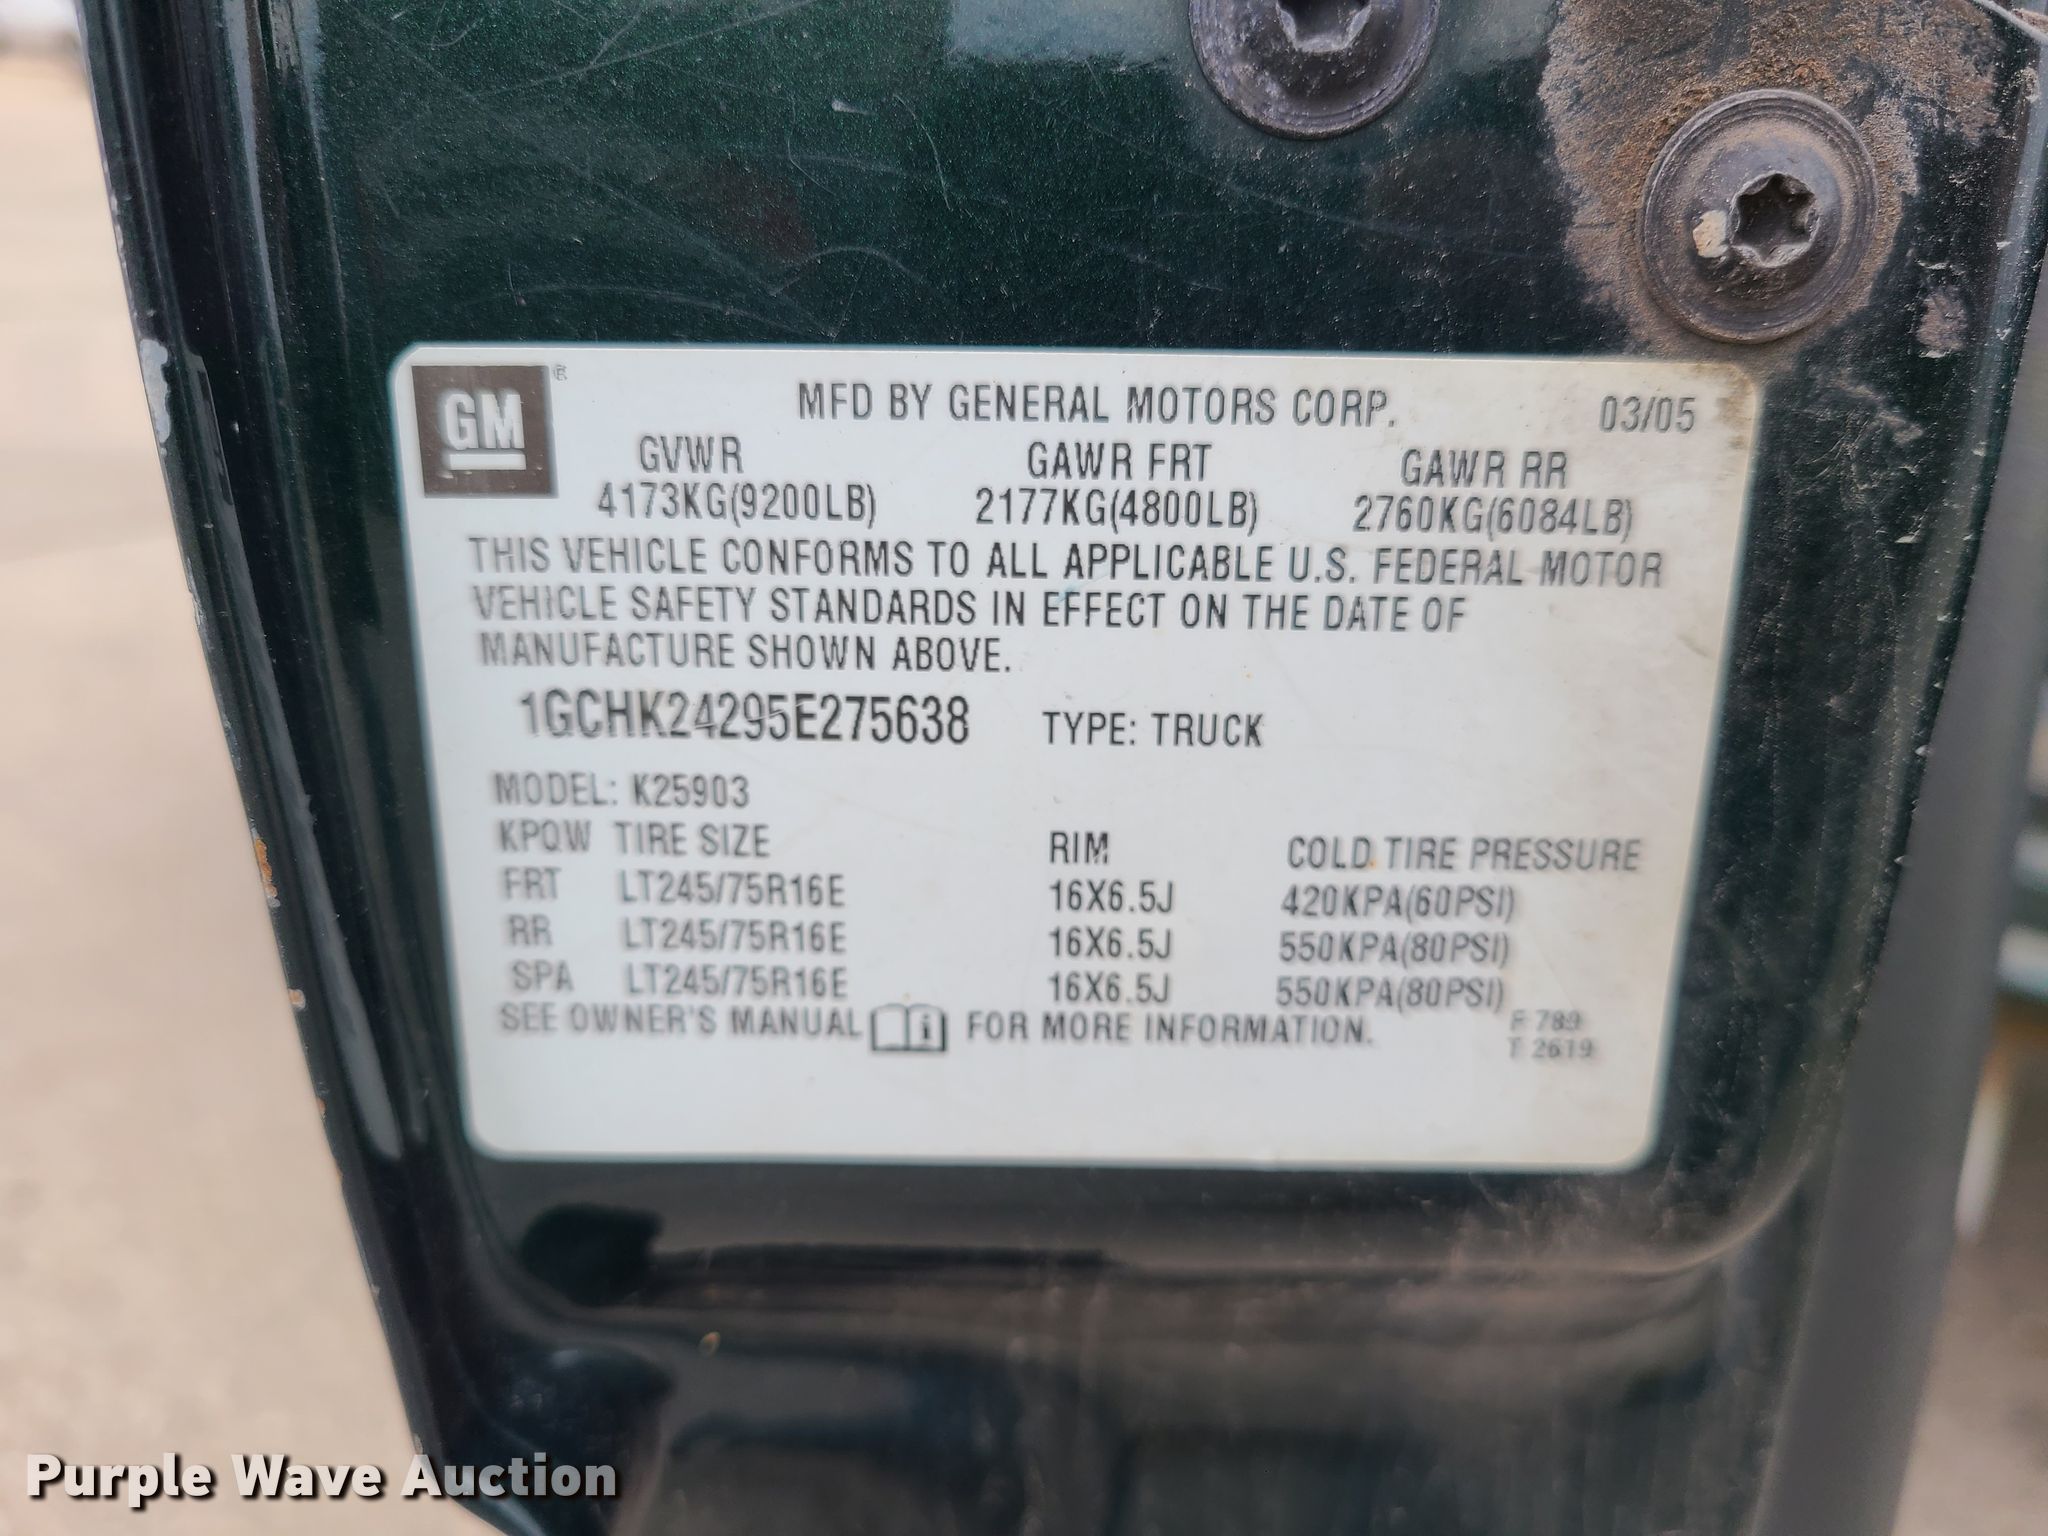 GM
MFD BY GENERAL MOTORS CORP. 03/05
GVWR GAWR FRT GAWR RR
4173KG(9200LB) 2177KG(4800LB) 2760KG(6084LB)
THIS VEHICLE CONFORMS TO ALL APPLICABLE U.S. FEDERAL MOTOR
VEHICLE SAFETY STANDARDS IN EFFECT ON THE DATE OF
MANUFACTURE SHOWN ABOVE.
1GCHK24295E275638 TYPE: TRUCK
MODEL: K25903
KPQW TIRE SIZE RIM COLD TIRE PRESSURE
FRT LT245/75R16E 16X6.5J 420KPA(60PSI)
RR LT245/75R16E 16X6.5J 550KPA(80PSI)
SPA LT245/75R16E 16X6.5J 550KPA(80PSI)
SEE OWNER'S MANUAL i FOR MORE INFORMATION.
F 789
T 2619
Purple Wave Auction